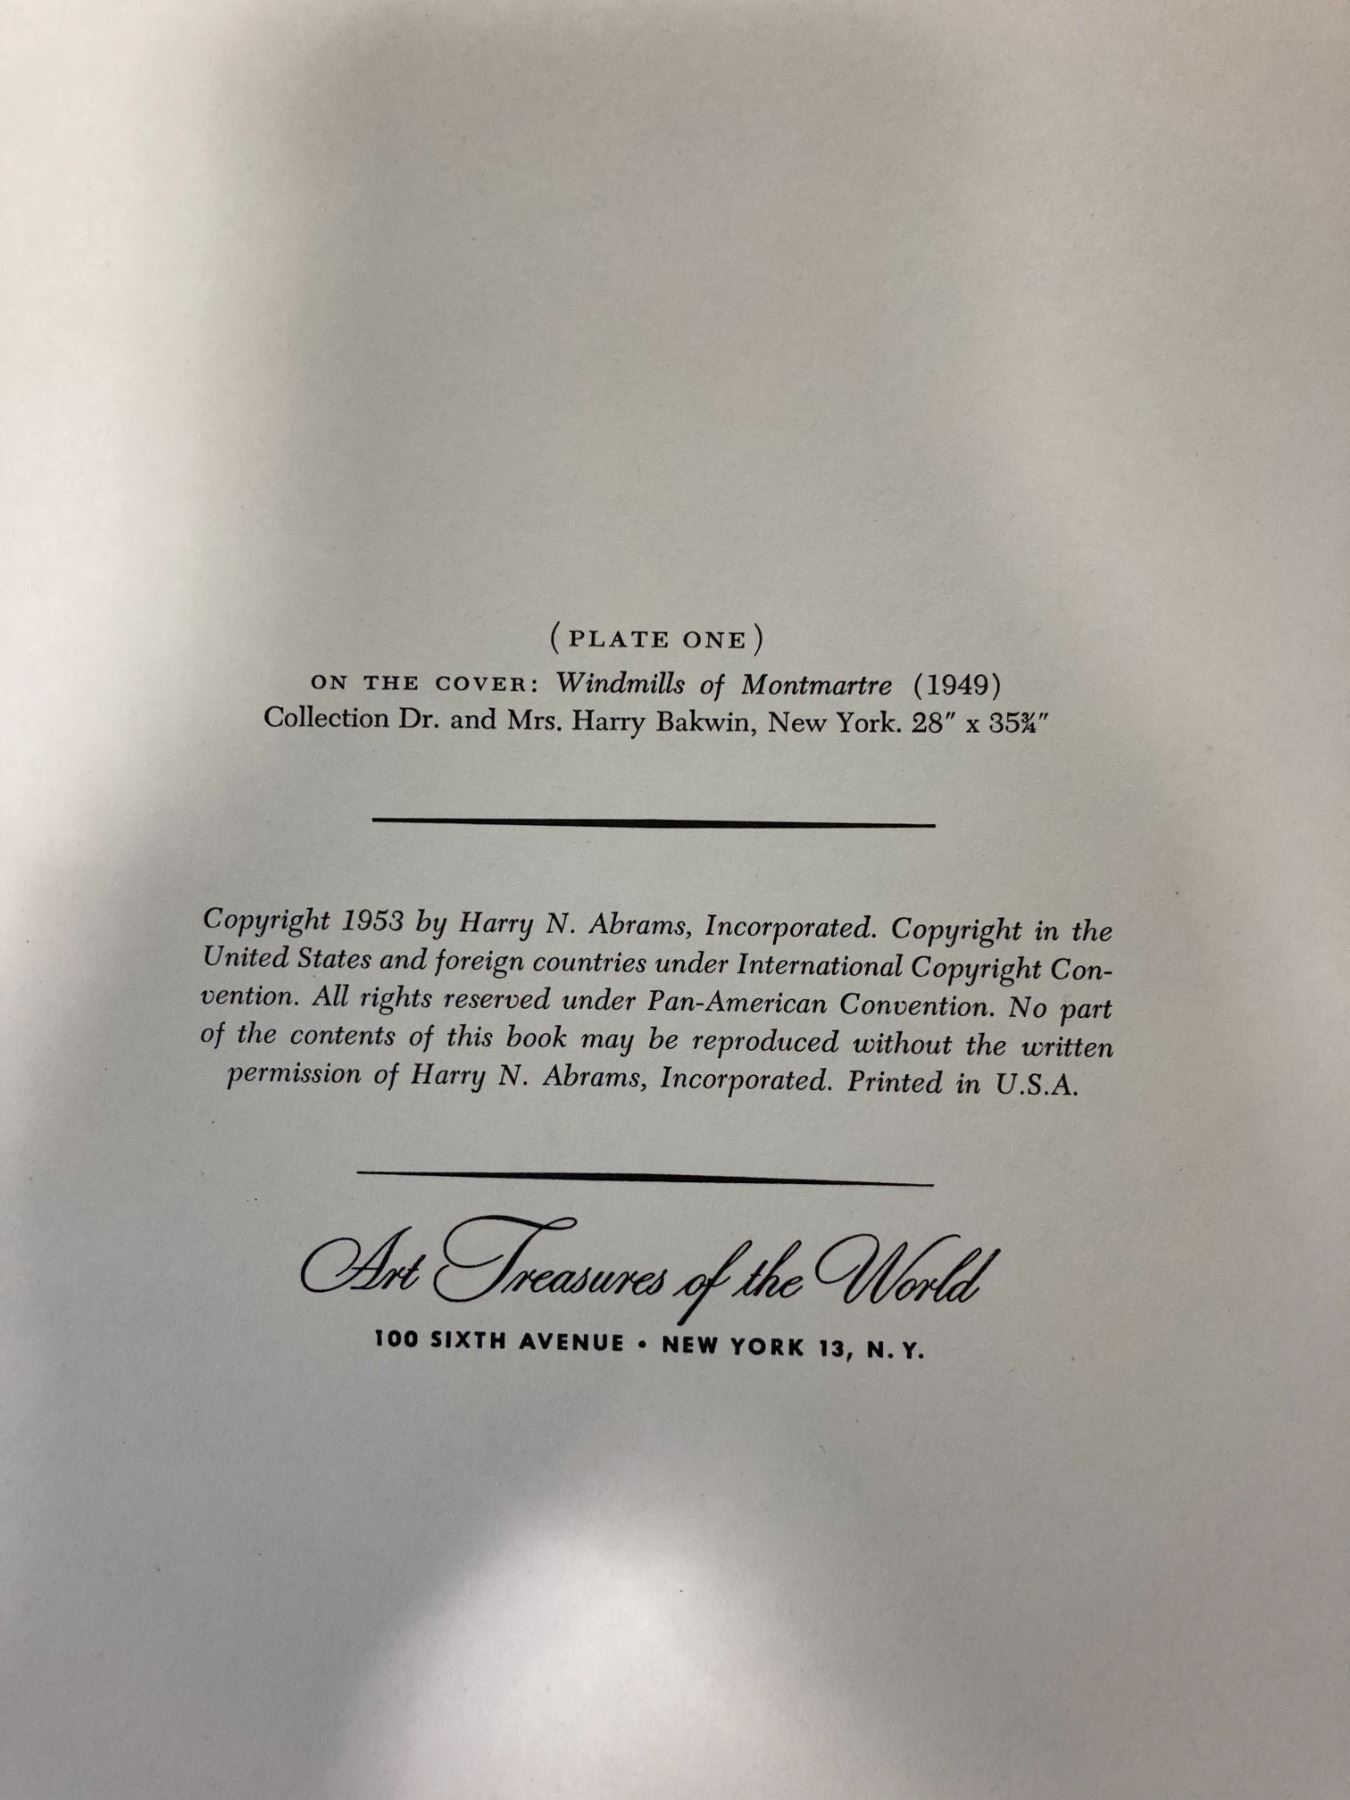 (PLATE ONE)
ON THE COVER: Windmills of Montmartre (1949)
Collection Dr. and Mrs. Harry Bakwin, New York. 28″ x 35¾″
Copyright 1953 by Harry N. Abrams, Incorporated. Copyright in the
United States and foreign countries under International Copyright Con-
vention. All rights reserved under Pan-American Convention. No part
of the contents of this book may be reproduced without the written
permission of Harry N. Abrams, Incorporated. Printed in U.S.A.
Art Treasures of the World
100 SIXTH AVENUE • NEW YORK 13, N. Y.